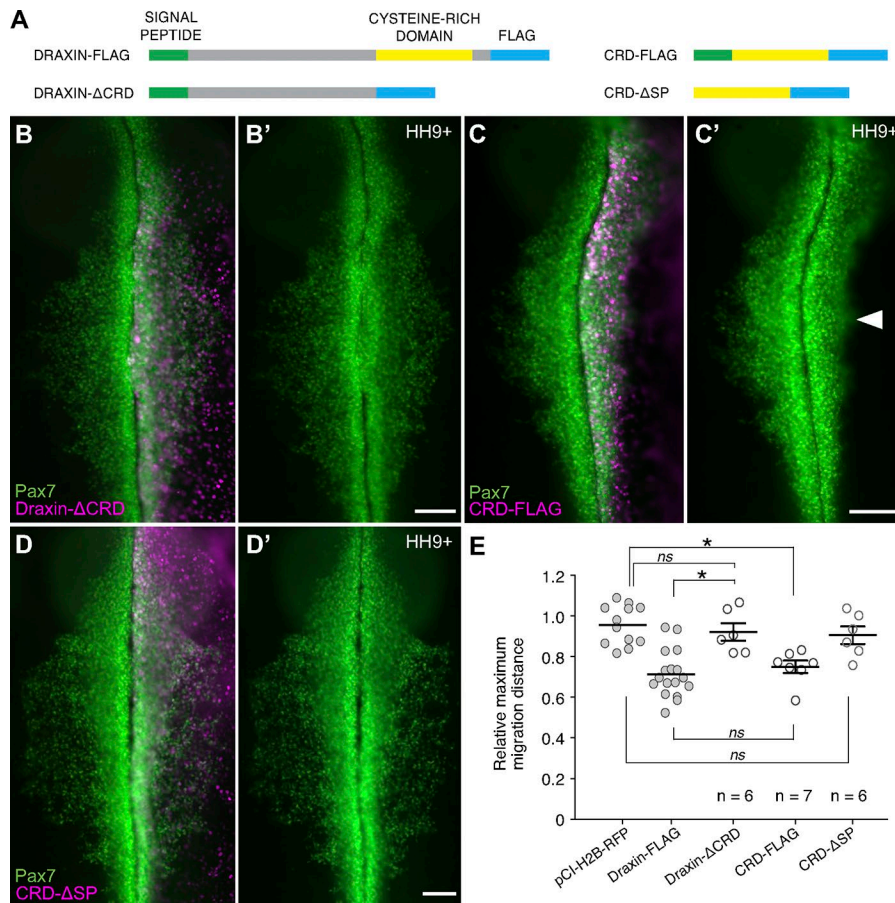 A
SIGNAL
PEPTIDE
CYSTEINE-RICH
DOMAIN
FLAG
DRAXIN-FLAG
CRD-FLAG
DRAXIN-ΔCRD
CRD-ΔSP
B
B’
HH9+
C
C’
HH9+
Pax7
Draxin-ΔCRD
Pax7
CRD-FLAG
D
D’
HH9+
Pax7
CRD-ΔSP
E
*
ns
*
1.2
1.0
0.8
0.6
0.4
0.2
0
Relative maximum
migration distance
ns
ns
n = 6
n = 7
n = 6
pCI-H2B-RFP
Draxin-FLAG
Draxin-ΔCRD
CRD-FLAG
CRD-ΔSP